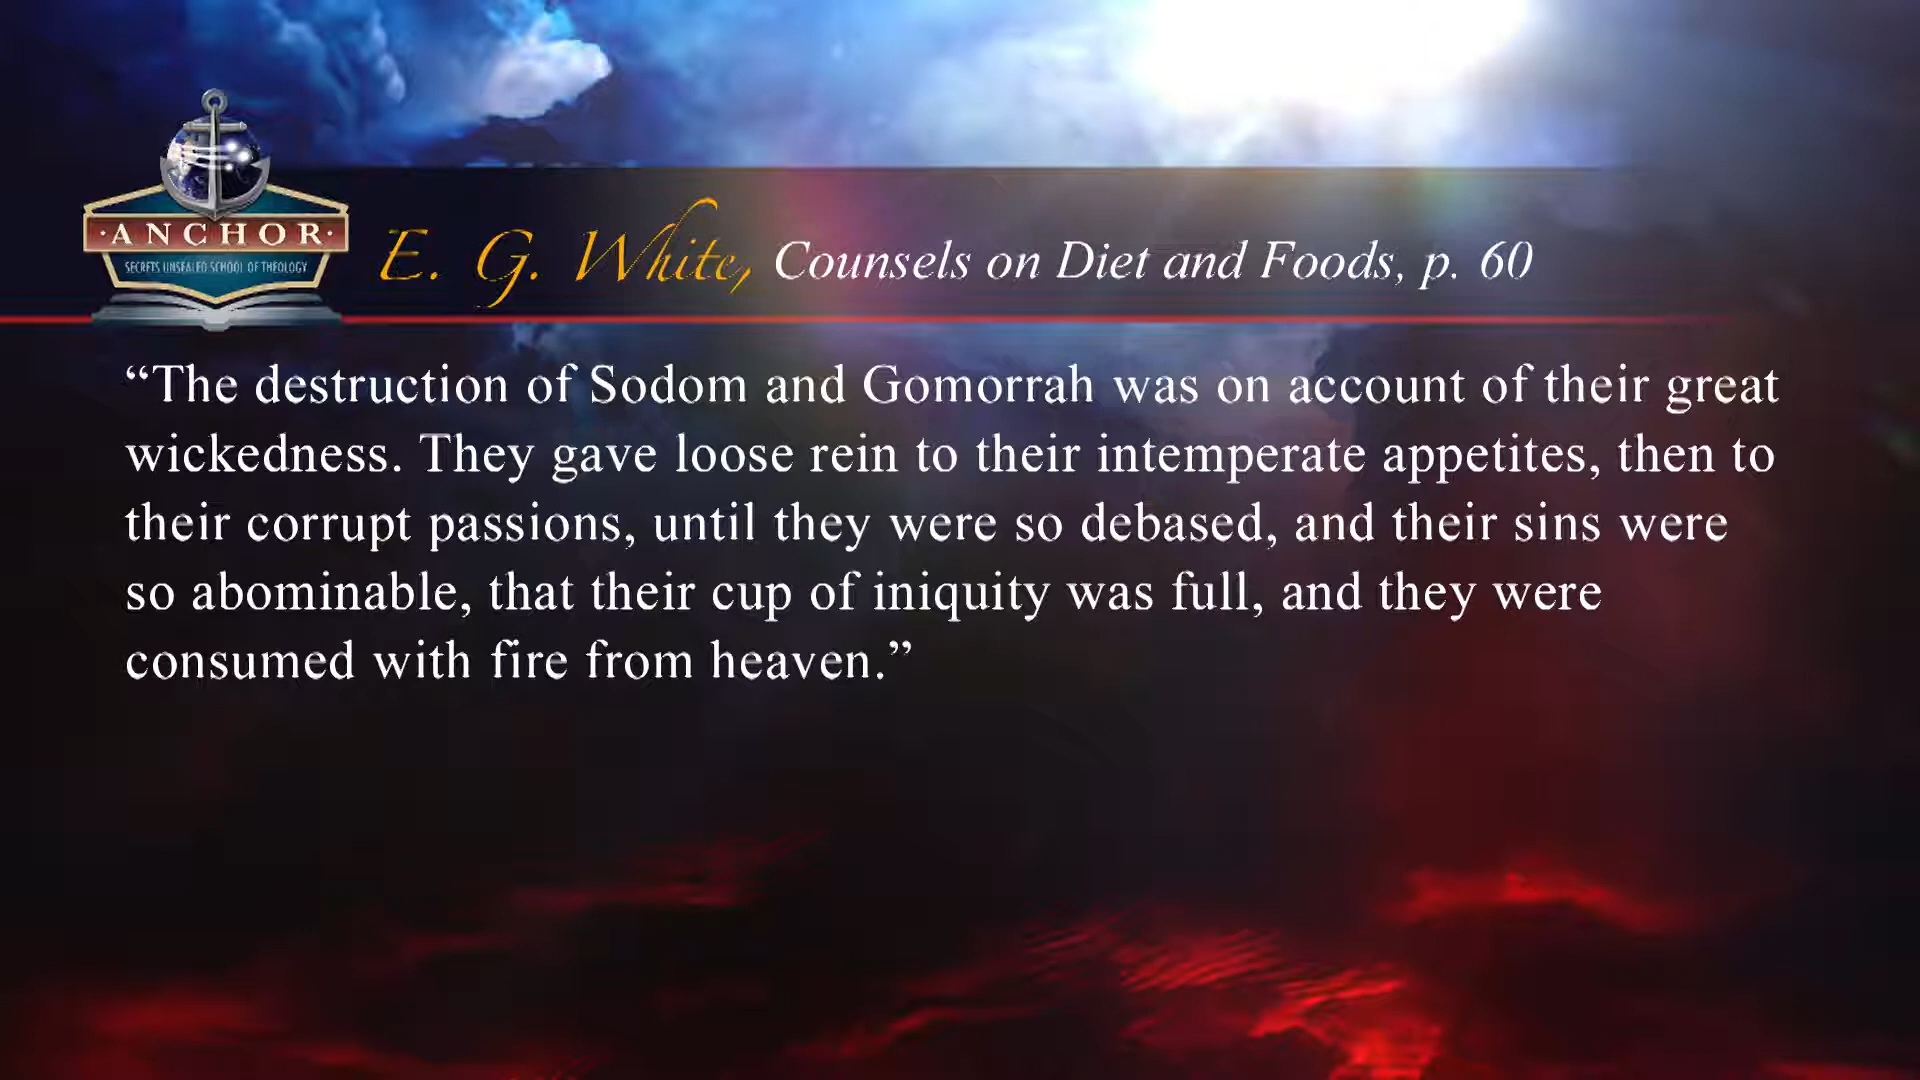 ·ANCHOR·
SECRETS UNSEALED SCHOOL OF THEOLOGY
E. G. White, Counsels on Diet and Foods, p. 60
“The destruction of Sodom and Gomorrah was on account of their great
wickedness. They gave loose rein to their intemperate appetites, then to
their corrupt passions, until they were so debased, and their sins were
so abominable, that their cup of iniquity was full, and they were
consumed with fire from heaven.”